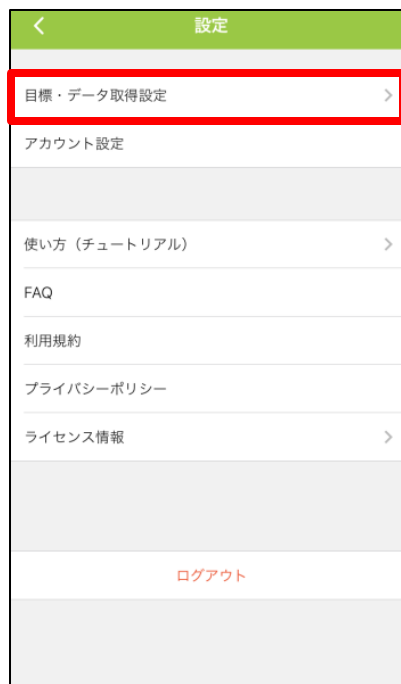 設定
目標・データ取得設定
アカウント設定
使い方（チュートリアル）
FAQ
利用規約
プライバシーポリシー
ライセンス情報
ログアウト